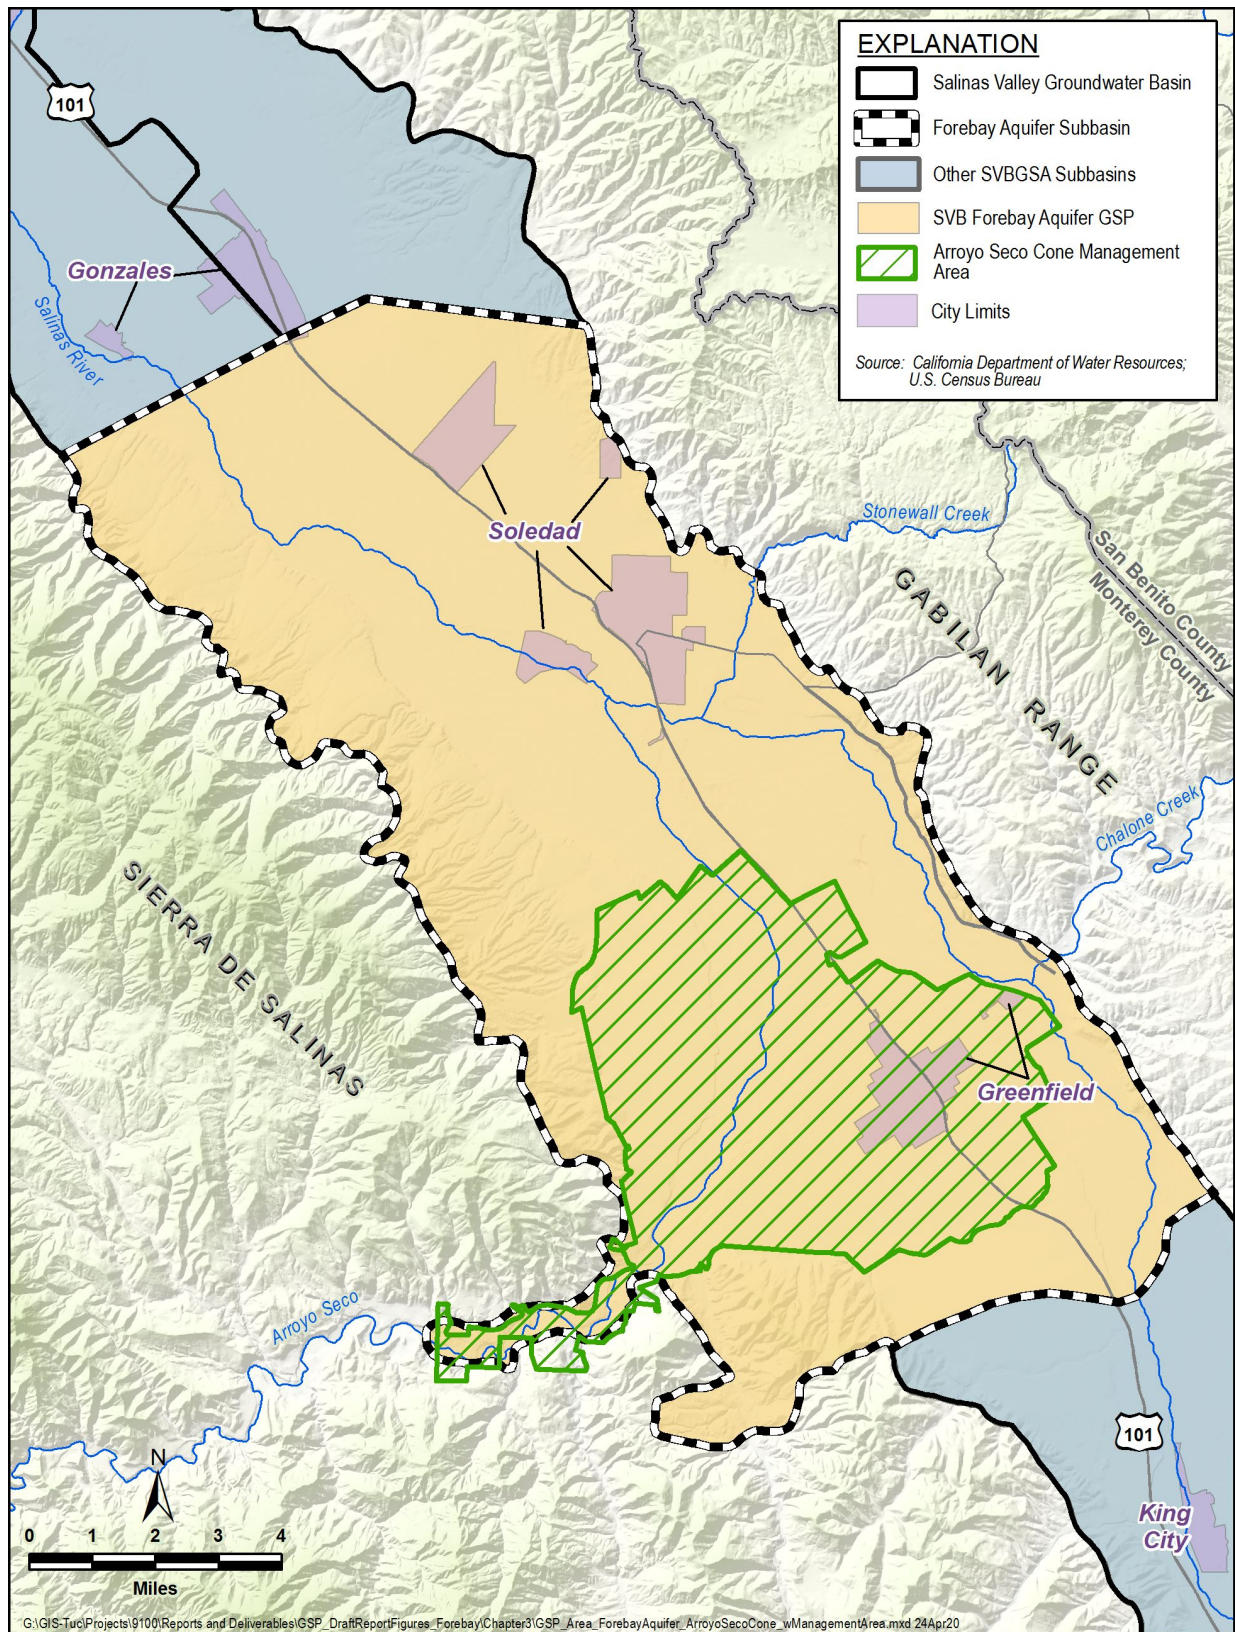 EXPLANATION
Salinas Valley Groundwater Basin
Forebay Aquifer Subbasin
Other SVBGSA Subbasins
SVB Forebay Aquifer GSP
Arroyo Seco Cone Management
Area
City Limits
Source: California Department of Water Resources;
U.S. Census Bureau
101
Gonzales
Salinas River
Soledad
Stonewall Creek
San Benito County
Monterey County
GABILAN RANGE
Chalone Creek
SIERRA DE SALINAS
Greenfield
Arroyo Seco
101
King
City
N
0 1 2 3 4
Miles
G:\GIS-Tuc\Projects\9100\Reports and Deliverables\GSP_DraftReportFigures_Forebay\Chapter3\GSP_Area_ForebayAquifer_ArroyoSecoCone_wManagementArea.mxd 24Apr20